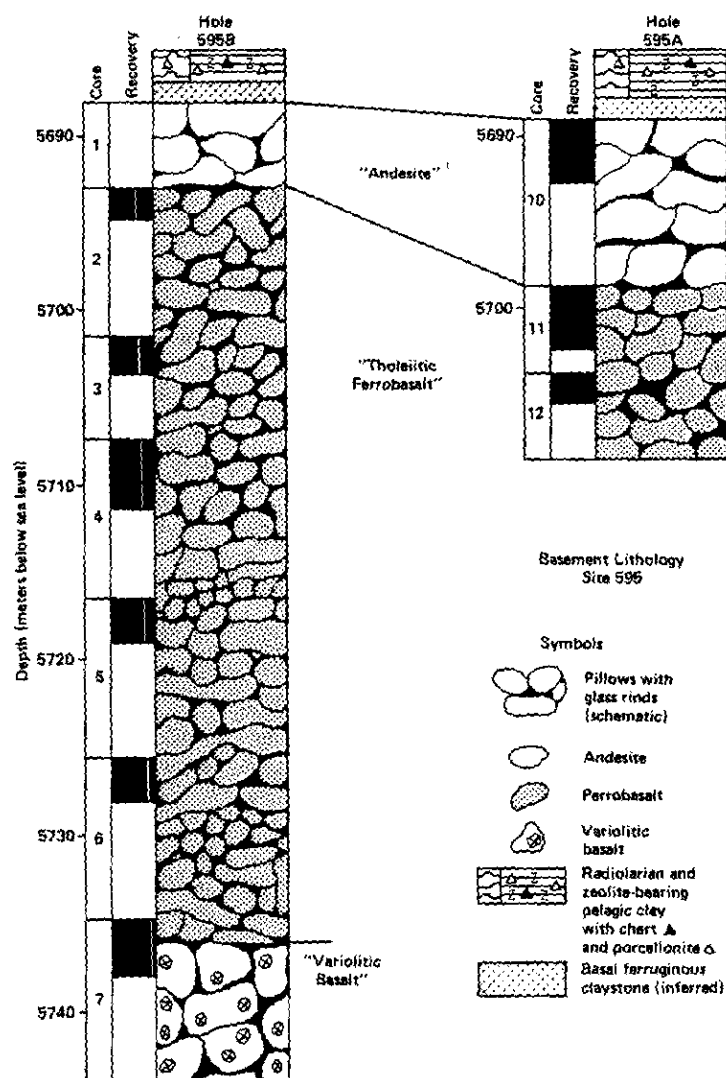 Hole
595B
Core
Recovery
5690
5700
5710
5720
5730
5740
Depth (meters below sea level)
1
2
3
4
5
6
7
"Andesite"
"Tholeiitic
Ferrobasalt"
"Variolitic
Basalt"
Hole
595A
Core
Recovery
5690
5700
10
11
12
Basement Lithology
Site 595
Symbols
Pillows with
glass rinds
(schematic)
Andesite
Ferrobasalt
Variolitic
basalt
Radiolarian and
zeolite-bearing
pelagic clay
with chert
and porcellonite
Basal ferruginous
claystone (inferred)